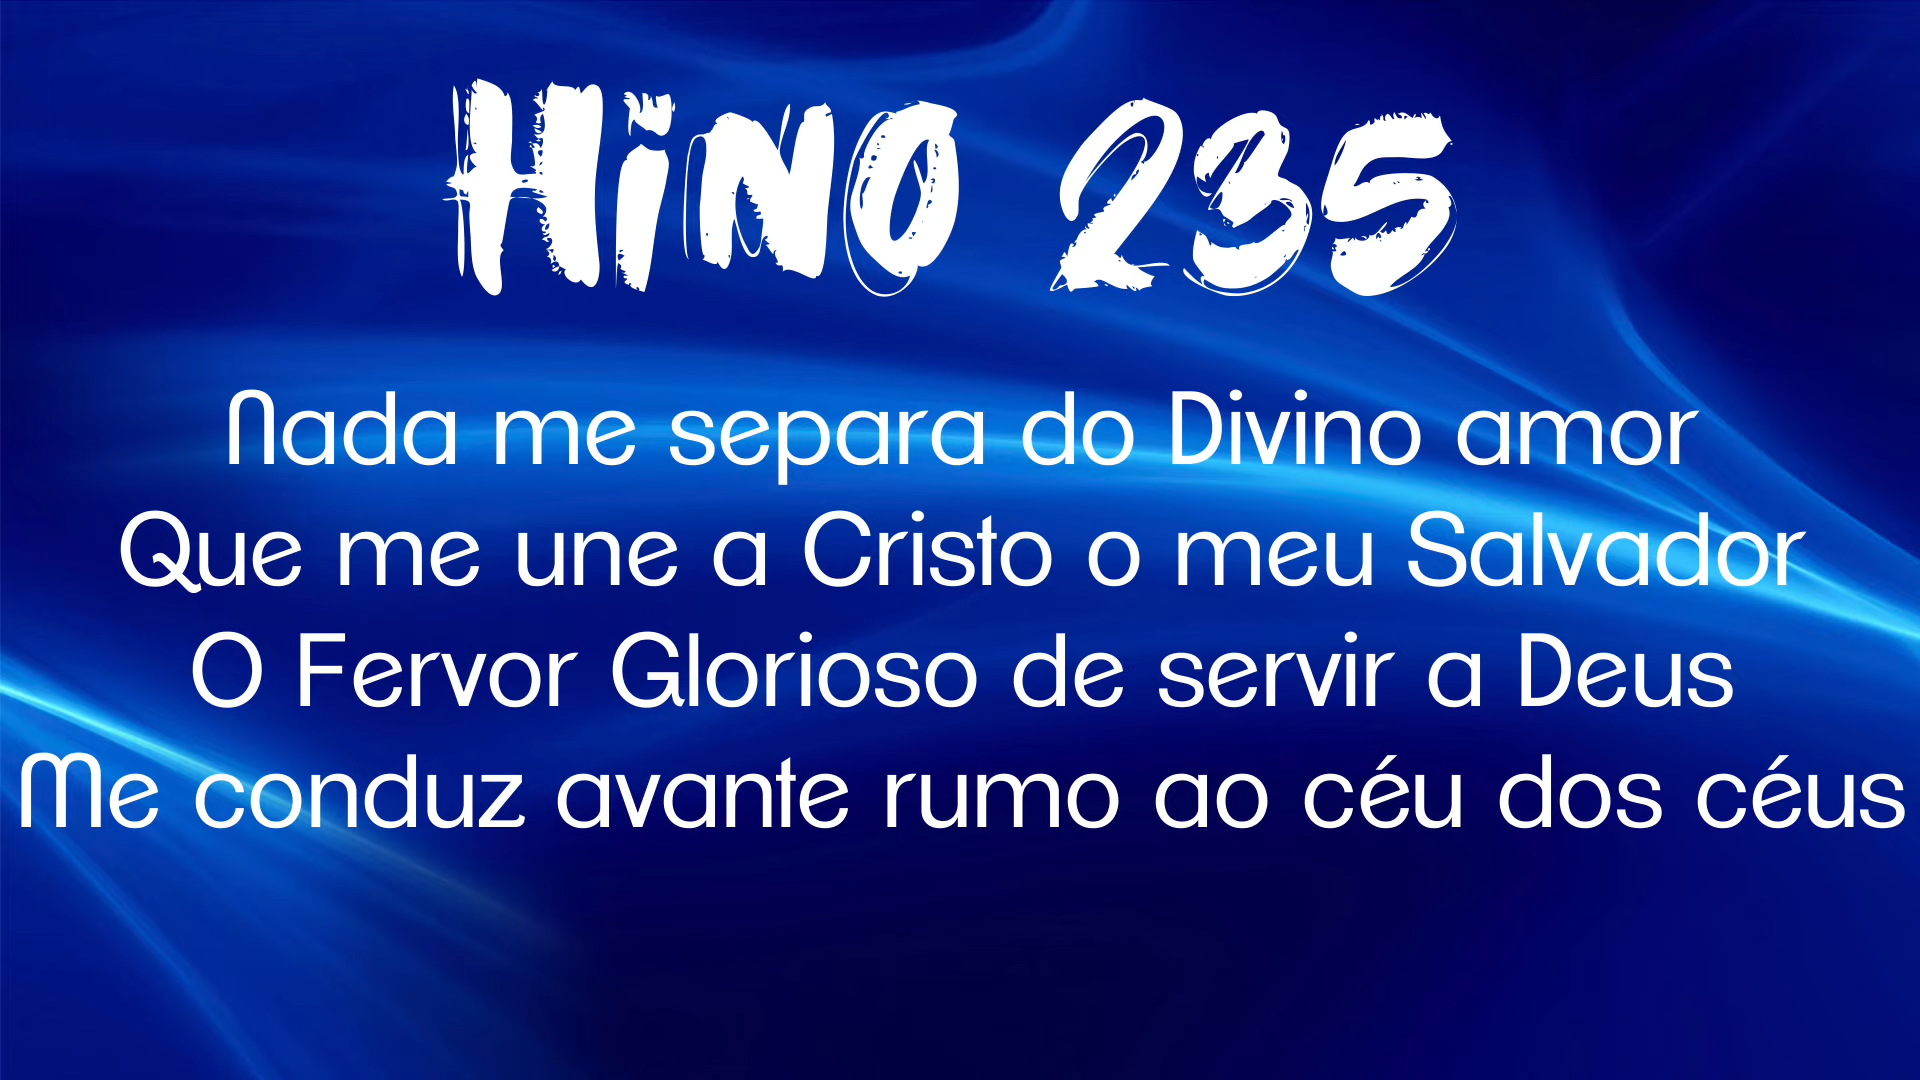 Hino 235
Nada me separa do Divino amor
Que me une a Cristo o meu Salvador
O Fervor Glorioso de servir a Deus
Me conduz avante rumo ao céu dos céus